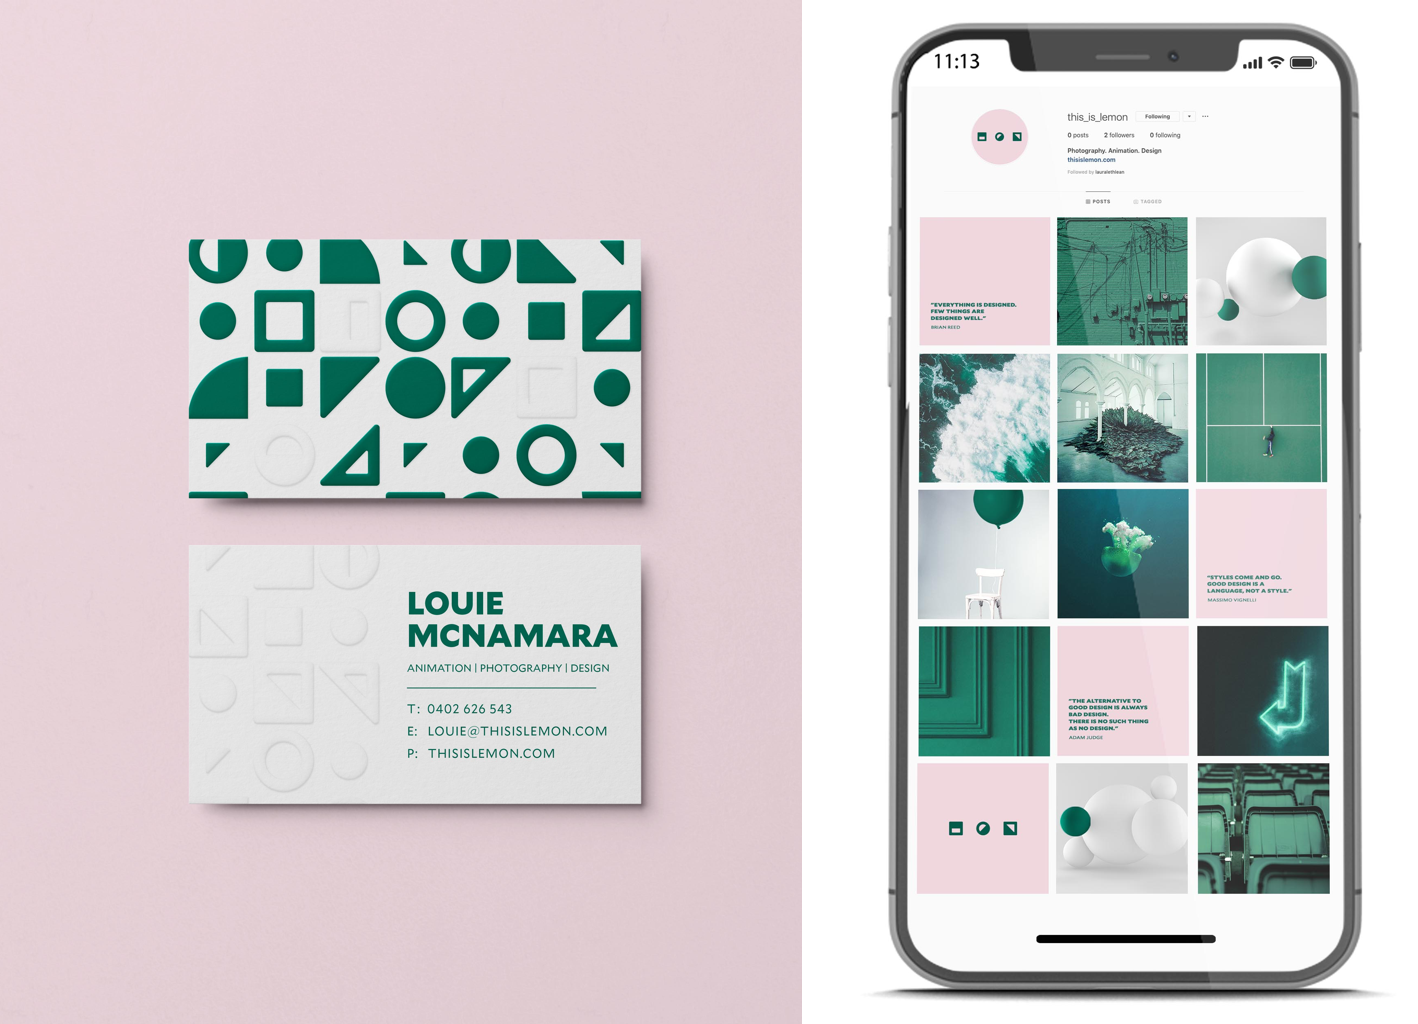 LOUIE
MCNAMARA
ANIMATION | PHOTOGRAPHY | DESIGN
T: 0402 626 543
E: LOUIE@THISISLEMON.COM
P: THISISLEMON.COM
11:13
this_is_lemon Following
0 posts 2 followers 0 following
Photography. Animation. Design
thisislemon.com
Followed by lauralethlean
POSTS TAGGED
"EVERYTHING IS DESIGNED.
FEW THINGS ARE
DESIGNED WELL."
BRIAN REED
"STYLES COME AND GO.
GOOD DESIGN IS A
LANGUAGE, NOT A STYLE."
MASSIMO VIGNELLI
"THE ALTERNATIVE TO
GOOD DESIGN IS ALWAYS
BAD DESIGN.
THERE IS NO SUCH THING
AS NO DESIGN."
ADAM JUDGE